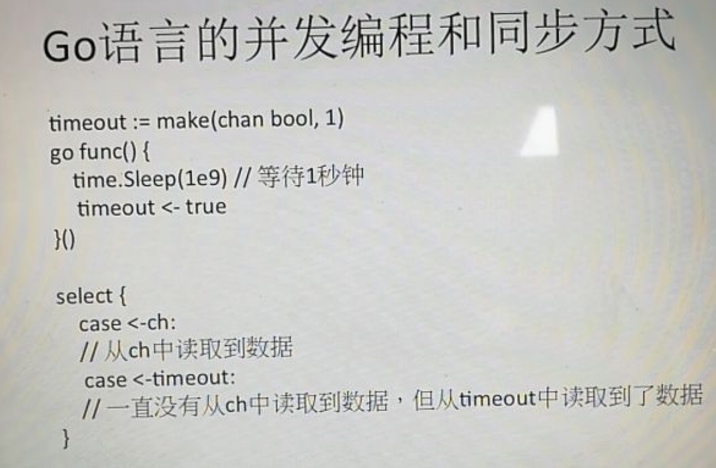 Go语言的并发编程和同步方式
timeout := make(chan bool, 1)
go func() {
time.Sleep(1e9) // 等待1秒钟
timeout <- true
}()
select {
case <-ch:
// 从ch中读取到数据
case <-timeout:
// 一直没有从ch中读取到数据，但从timeout中读取到了数据
}